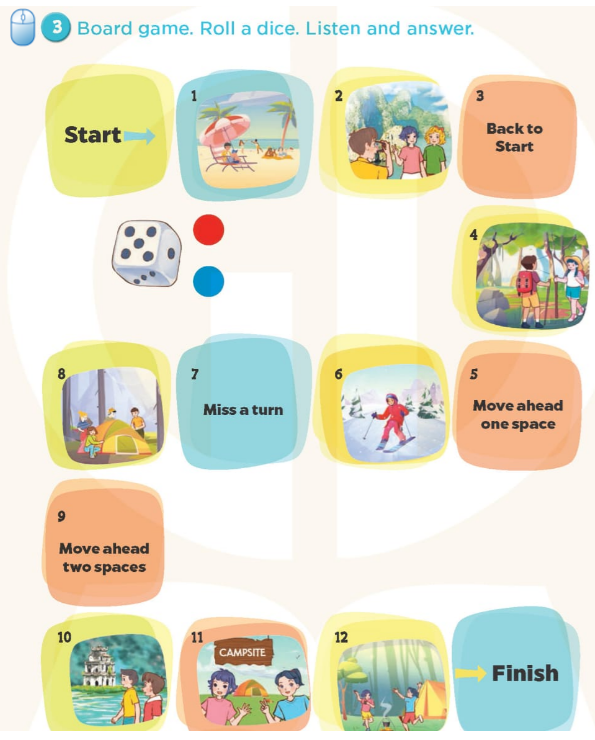 3 Board game. Roll a dice. Listen and answer.
Start
1
2
3
Back to
Start
4
8
7
Miss a turn
6
5
Move ahead
one space
9
Move ahead
two spaces
10
11
CAMPSITE
12
Finish